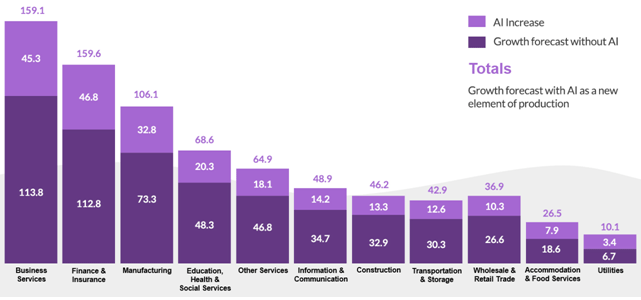 159.1
45.3
113.8
159.6
46.8
112.8
106.1
32.8
73.3
68.6
20.3
48.3
64.9
18.1
46.8
48.9
14.2
34.7
46.2
13.3
32.9
42.9
12.6
30.3
36.9
10.3
26.6
26.5
7.9
18.6
10.1
3.4
6.7
AI Increase
Growth forecast without AI
Totals
Growth forecast with AI as a new
element of production
Business
Services
Finance &
Insurance
Manufacturing
Education,
Health &
Social Services
Other Services
Information &
Communication
Construction
Transportation
& Storage
Wholesale &
Retail Trade
Accommodation
& Food Services
Utilities